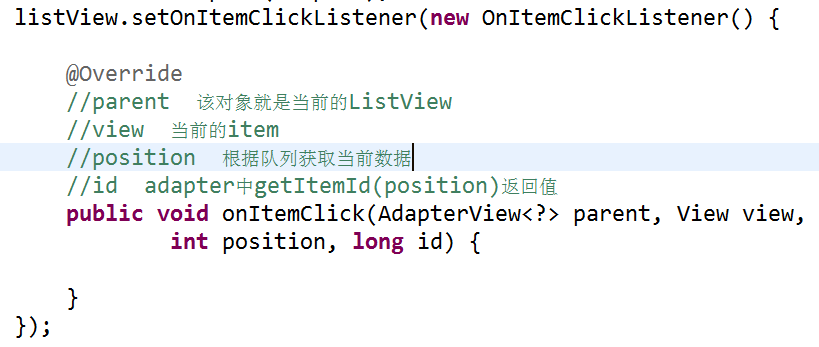 listView.setOnItemClickListener(new OnItemClickListener() {
@Override
//parent 该对象就是当前的ListView
//view 当前的item
//position 根据队列获取当前数据
//id adapter中getItemId(position)返回值
public void onItemClick(AdapterView<?> parent, View view,
int position, long id) {
}
});